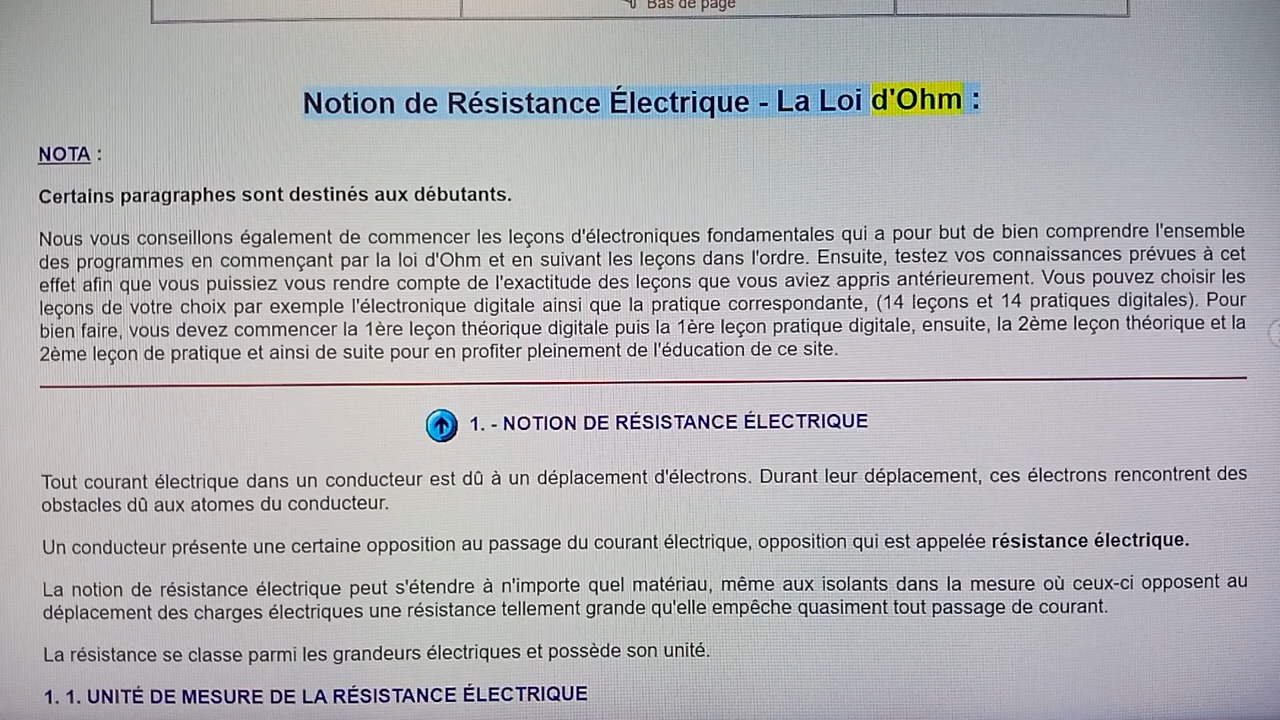 Bas de page
Notion de Résistance Électrique - La Loi d'Ohm :
NOTA :
Certains paragraphes sont destinés aux débutants.
Nous vous conseillons également de commencer les leçons d'électroniques fondamentales qui a pour but de bien comprendre l'ensemble
des programmes en commençant par la loi d'Ohm et en suivant les leçons dans l'ordre. Ensuite, testez vos connaissances prévues à cet
effet afin que vous puissiez vous rendre compte de l'exactitude des leçons que vous aviez appris antérieurement. Vous pouvez choisir les
leçons de votre choix par exemple l'électronique digitale ainsi que la pratique correspondante, (14 leçons et 14 pratiques digitales). Pour
bien faire, vous devez commencer la 1ère leçon théorique digitale puis la 1ère leçon pratique digitale, ensuite, la 2ème leçon théorique et la
2ème leçon de pratique et ainsi de suite pour en profiter pleinement de l'éducation de ce site.
1. - NOTION DE RÉSISTANCE ÉLECTRIQUE
Tout courant électrique dans un conducteur est dû à un déplacement d'électrons. Durant leur déplacement, ces électrons rencontrent des
obstacles dû aux atomes du conducteur.
Un conducteur présente une certaine opposition au passage du courant électrique, opposition qui est appelée résistance électrique.
La notion de résistance électrique peut s'étendre à n'importe quel matériau, même aux isolants dans la mesure où ceux-ci opposent au
déplacement des charges électriques une résistance tellement grande qu'elle empêche quasiment tout passage de courant.
La résistance se classe parmi les grandeurs électriques et possède son unité.
1. 1. UNITÉ DE MESURE DE LA RÉSISTANCE ÉLECTRIQUE